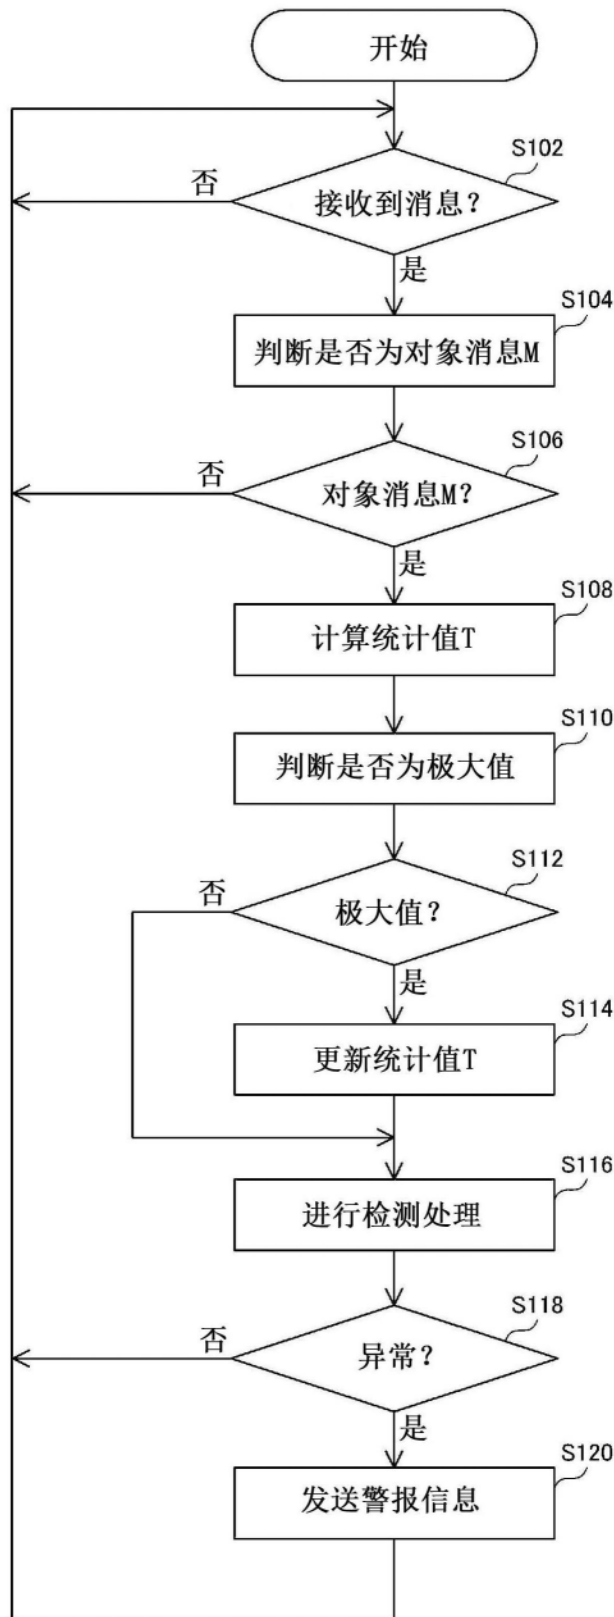 开始
S102
否
接收到消息？
是
S104
判断是否为对象消息M
S106
否
对象消息M？
是
S108
计算统计值T
S110
判断是否为极大值
S112
否
极大值？
是
S114
更新统计值T
S116
进行检测处理
S118
否
异常？
是
S120
发送警报信息